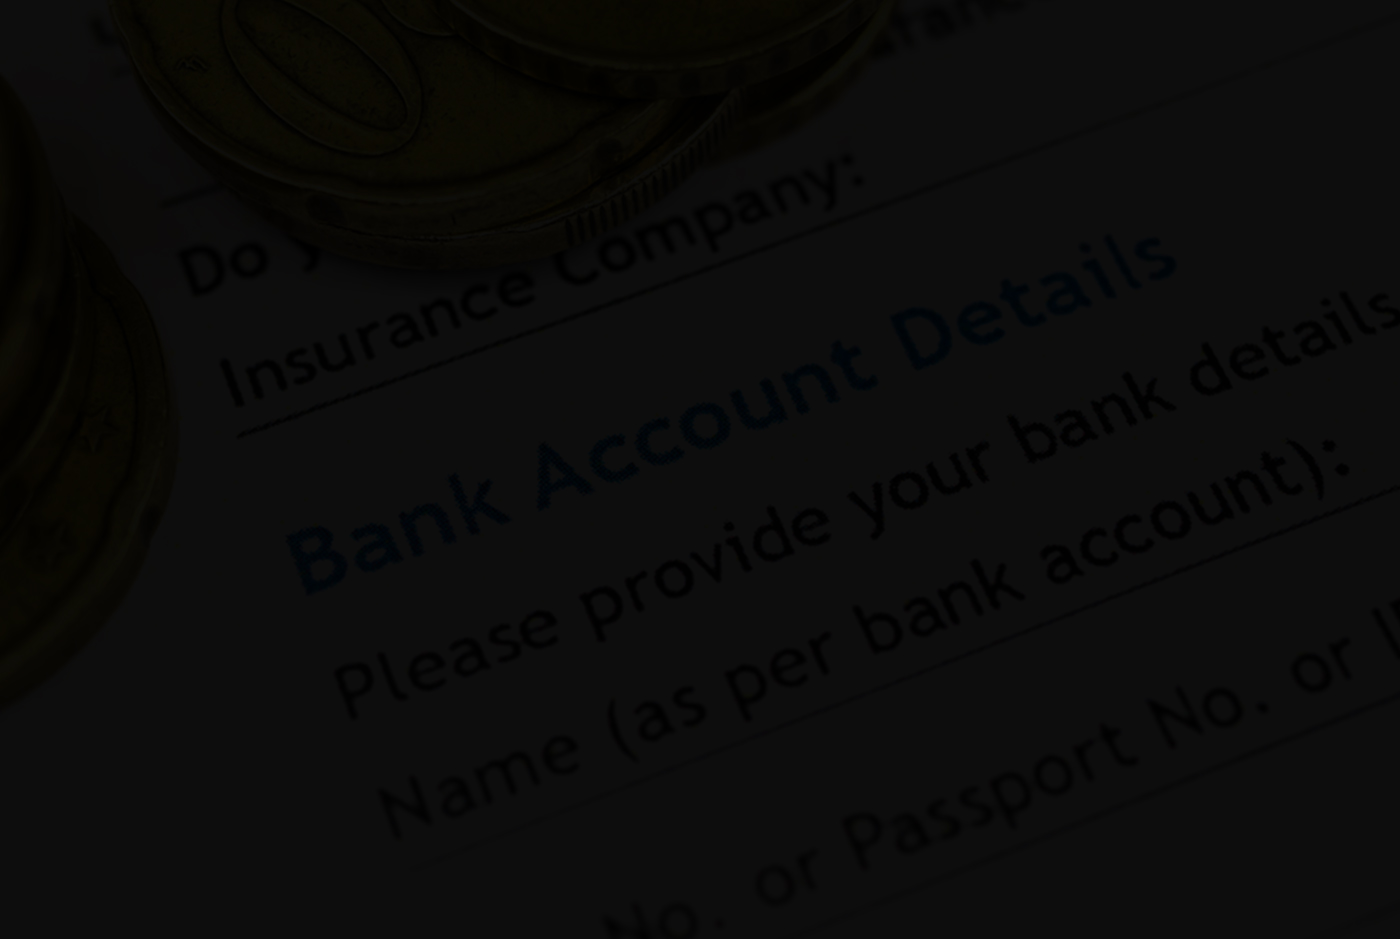 Do
Insurance Company:
Bank Account Details
Please provide your bank details
Name (as per bank account):
No. or Passport No. or